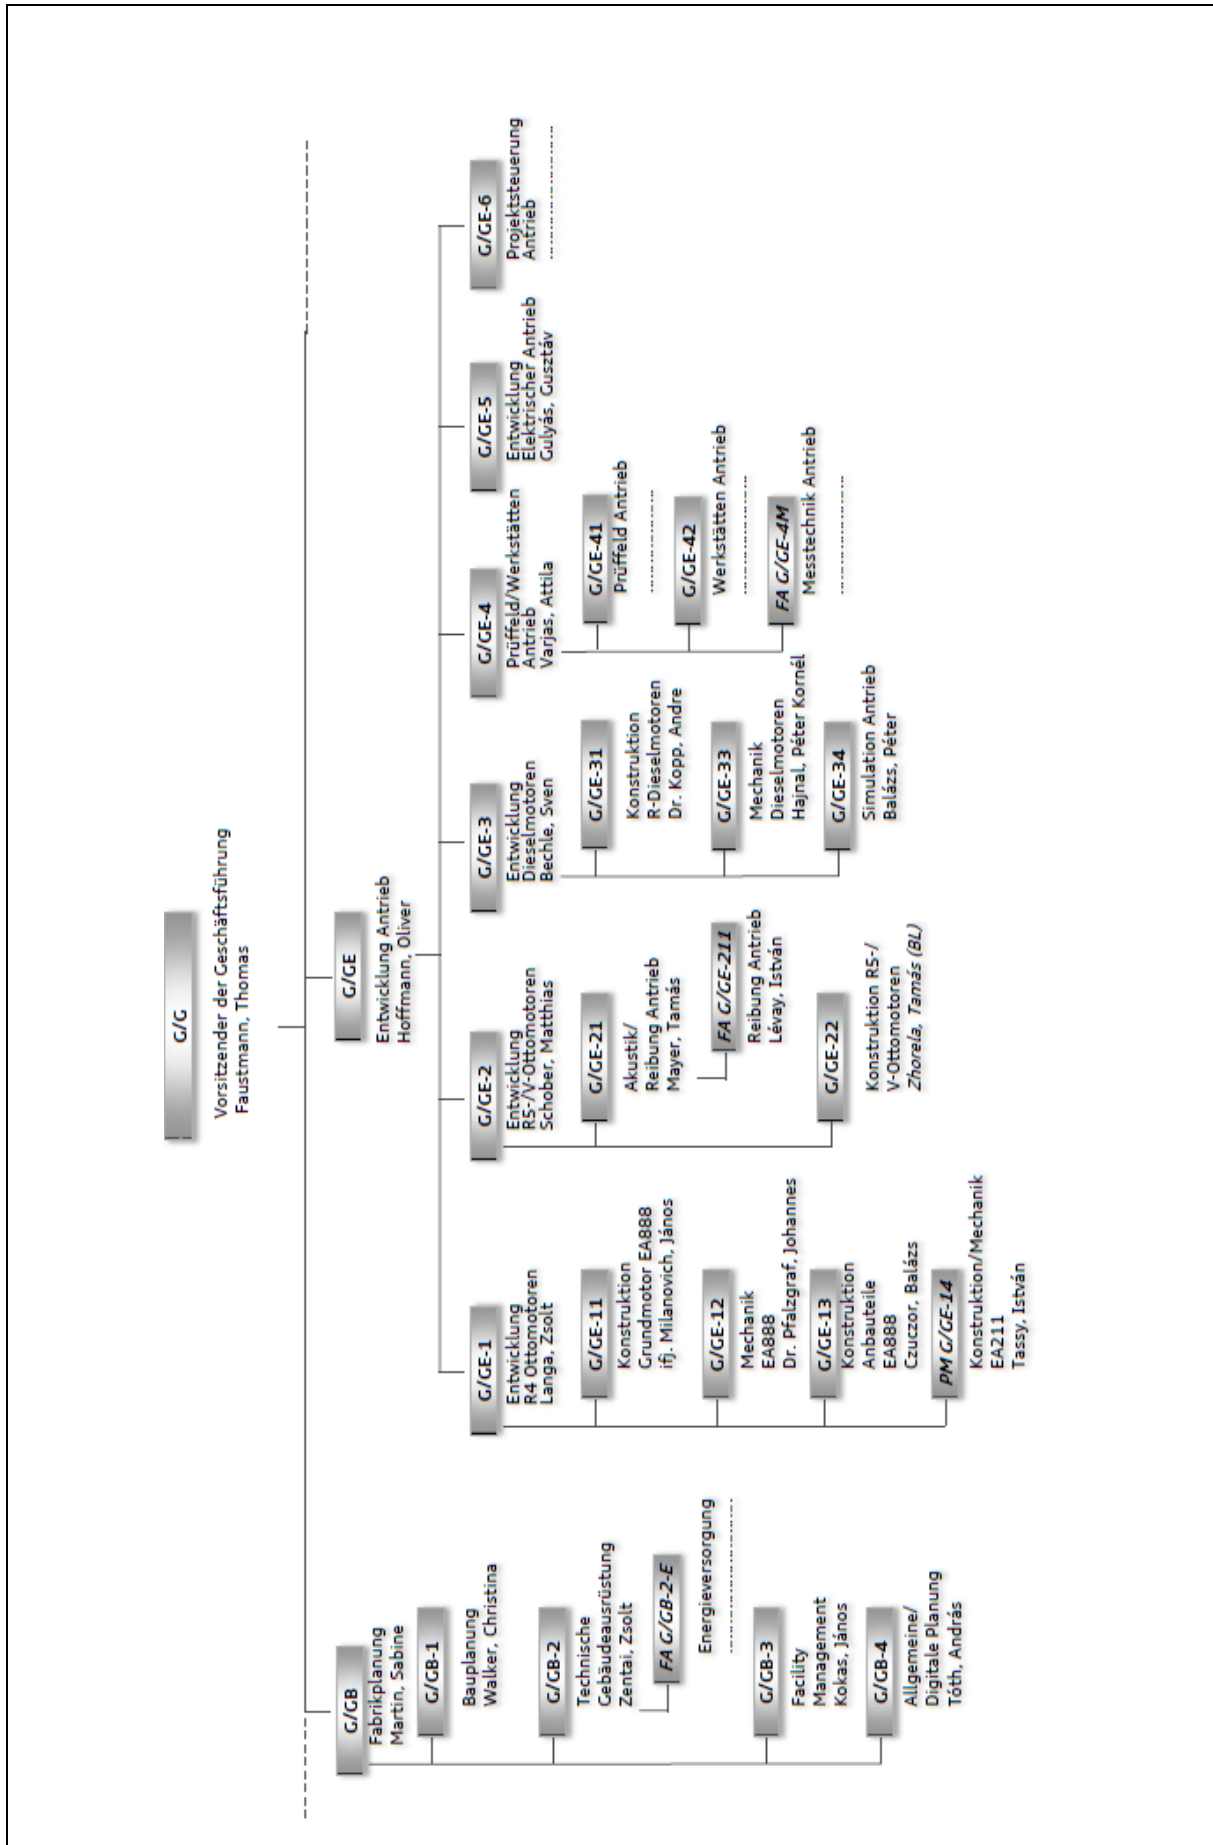 G/G
Vorsitzender der Geschäftsführung
Faustmann, Thomas
G/GB
Fabrikplanung
Martin, Sabine
G/GB-1
Bauplanung
Walker, Christina
G/GB-2
Technische
Gebäudeausrüstung
Zentai, Zsolt
FA G/GB-2-E
Energieversorgung
G/GB-3
Facility
Management
Kokas, János
G/GB-4
Allgemeine/
Digitale Planung
Tóth, András
G/GE
Entwicklung Antrieb
Hoffmann, Oliver
G/GE-1
Entwicklung
R4 Ottomotoren
Langa, Zsolt
G/GE-11
Konstruktion
Grundmotor EA888
ifj. Milanovich, János
G/GE-12
Mechanik
EA888
Dr. Pfalzgraf, Johannes
G/GE-13
Konstruktion
Anbauteile
EA888
Czuczor, Balázs
PM G/GE-14
Konstruktion/Mechanik
EA211
Tassy, István
G/GE-2
Entwicklung
R5-/V-Ottomotoren
Schober, Matthias
G/GE-21
Akustik/
Reibung Antrieb
Mayer, Tamás
FA G/GE-211
Reibung Antrieb
Lévay, István
G/GE-22
Konstruktion R5-/
V-Ottomotoren
Zhorela, Tamás (BL)
G/GE-3
Entwicklung
Dieselmotoren
Bechle, Sven
G/GE-31
Konstruktion
R-Dieselmotoren
Dr. Kopp, Andre
G/GE-33
Mechanik
Dieselmotoren
Hajnal, Péter Kornél
G/GE-34
Simulation Antrieb
Balázs, Péter
G/GE-4
Prüffeld/Werkstätten
Antrieb
Varjas, Attila
G/GE-41
Prüffeld Antrieb
G/GE-42
Werkstätten Antrieb
FA G/GE-4M
Messtechnik Antrieb
G/GE-5
Entwicklung
Elektrischer Antrieb
Gulyás, Gusztáv
G/GE-6
Projektsteuerung
Antrieb